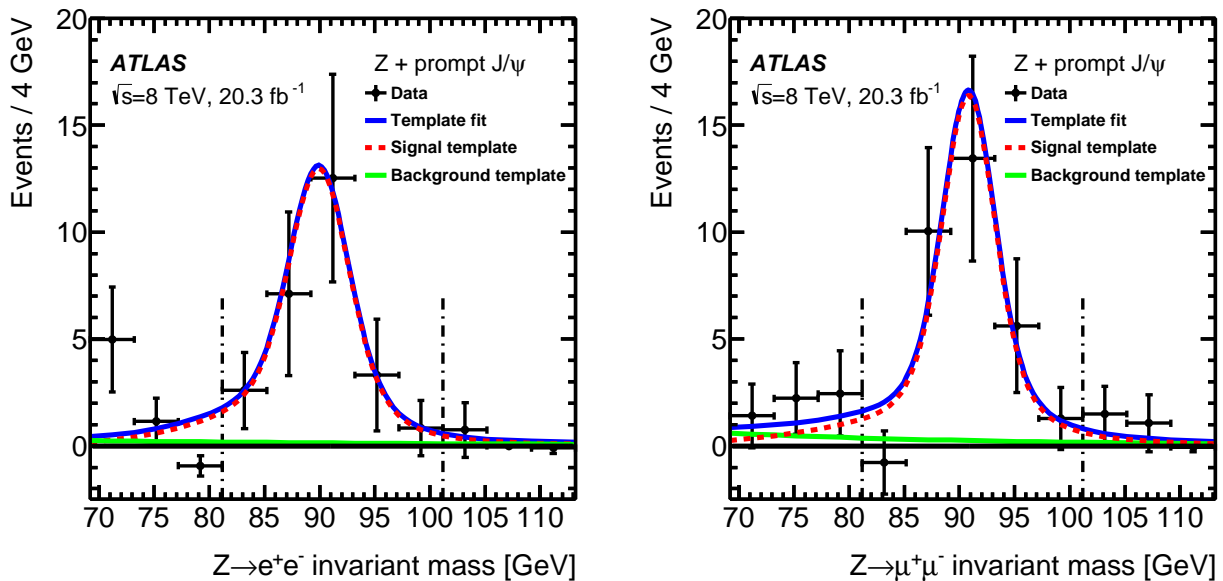 Events / 4 GeV
20
15
10
5
0
ATLAS
√s=8 TeV, 20.3 fb⁻¹
Z + prompt J/ψ
Data
Template fit
Signal template
Background template
70 75 80 85 90 95 100 105 110
Z→e⁺e⁻ invariant mass [GeV]
Events / 4 GeV
20
15
10
5
0
ATLAS
√s=8 TeV, 20.3 fb⁻¹
Z + prompt J/ψ
Data
Template fit
Signal template
Background template
70 75 80 85 90 95 100 105 110
Z→μ⁺μ⁻ invariant mass [GeV]